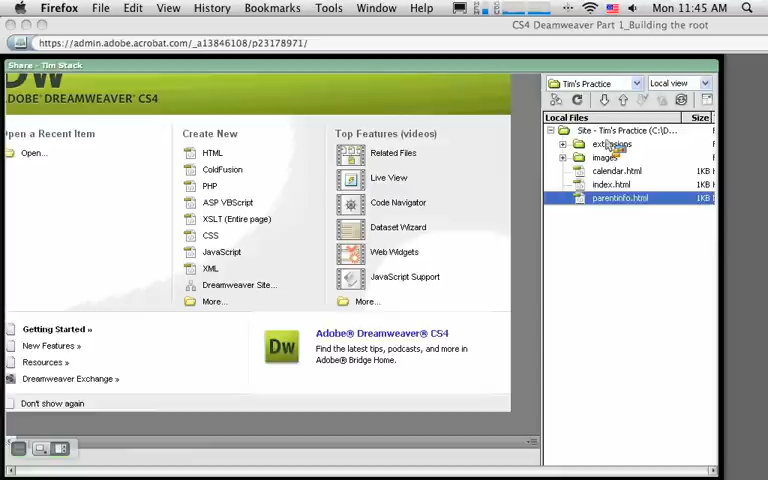 Firefox File Edit View History Bookmarks Tools Window Help Mon 11:45 AM
CS4 Deamweaver Part 1_Building the root
https://admin.adobe.acrobat.com/_a13846108/p23178971/
Share - Tim Stack
DW
ADOBE® DREAMWEAVER® CS4
Open a Recent Item
Open...
Create New
HTML
ColdFusion
PHP
ASP VBScript
XSLT (Entire page)
CSS
JavaScript
XML
Dreamweaver Site...
More...
Top Features (videos)
Related Files
Live View
Code Navigator
Dataset Wizard
Web Widgets
JavaScript Support
More...
Getting Started »
New Features »
Resources »
Dreamweaver Exchange »
Don't show again
Dw
Adobe® Dreamweaver® CS4
Find the latest tips, podcasts, and more in
Adobe® Bridge Home.
Tim's Practice Local view
Local Files Size
Site - Tim's Practice (C:\D...
images
calendar.html 1KB
index.html 1KB
parentinfo.html 1KB